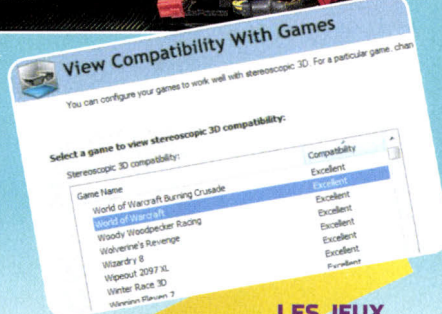 View Compatibility With Games
You can configure your games to work well with stereoscopic 3D. For a particular game, chan
Select a game to view stereoscopic 3D compatibility:
Stereoscopic 3D compatibility:
Game Name Compatibility
World of Warcraft Burning Crusade Excellent
World of Warcraft Excellent
Woody Woodpecker Racing Excellent
Wolverine's Revenge Excellent
Wizardry 8 Excellent
Wipeout 2097 XL Excellent
Winter Race 3D Excellent
Winning Eleven 7
LES JEUX